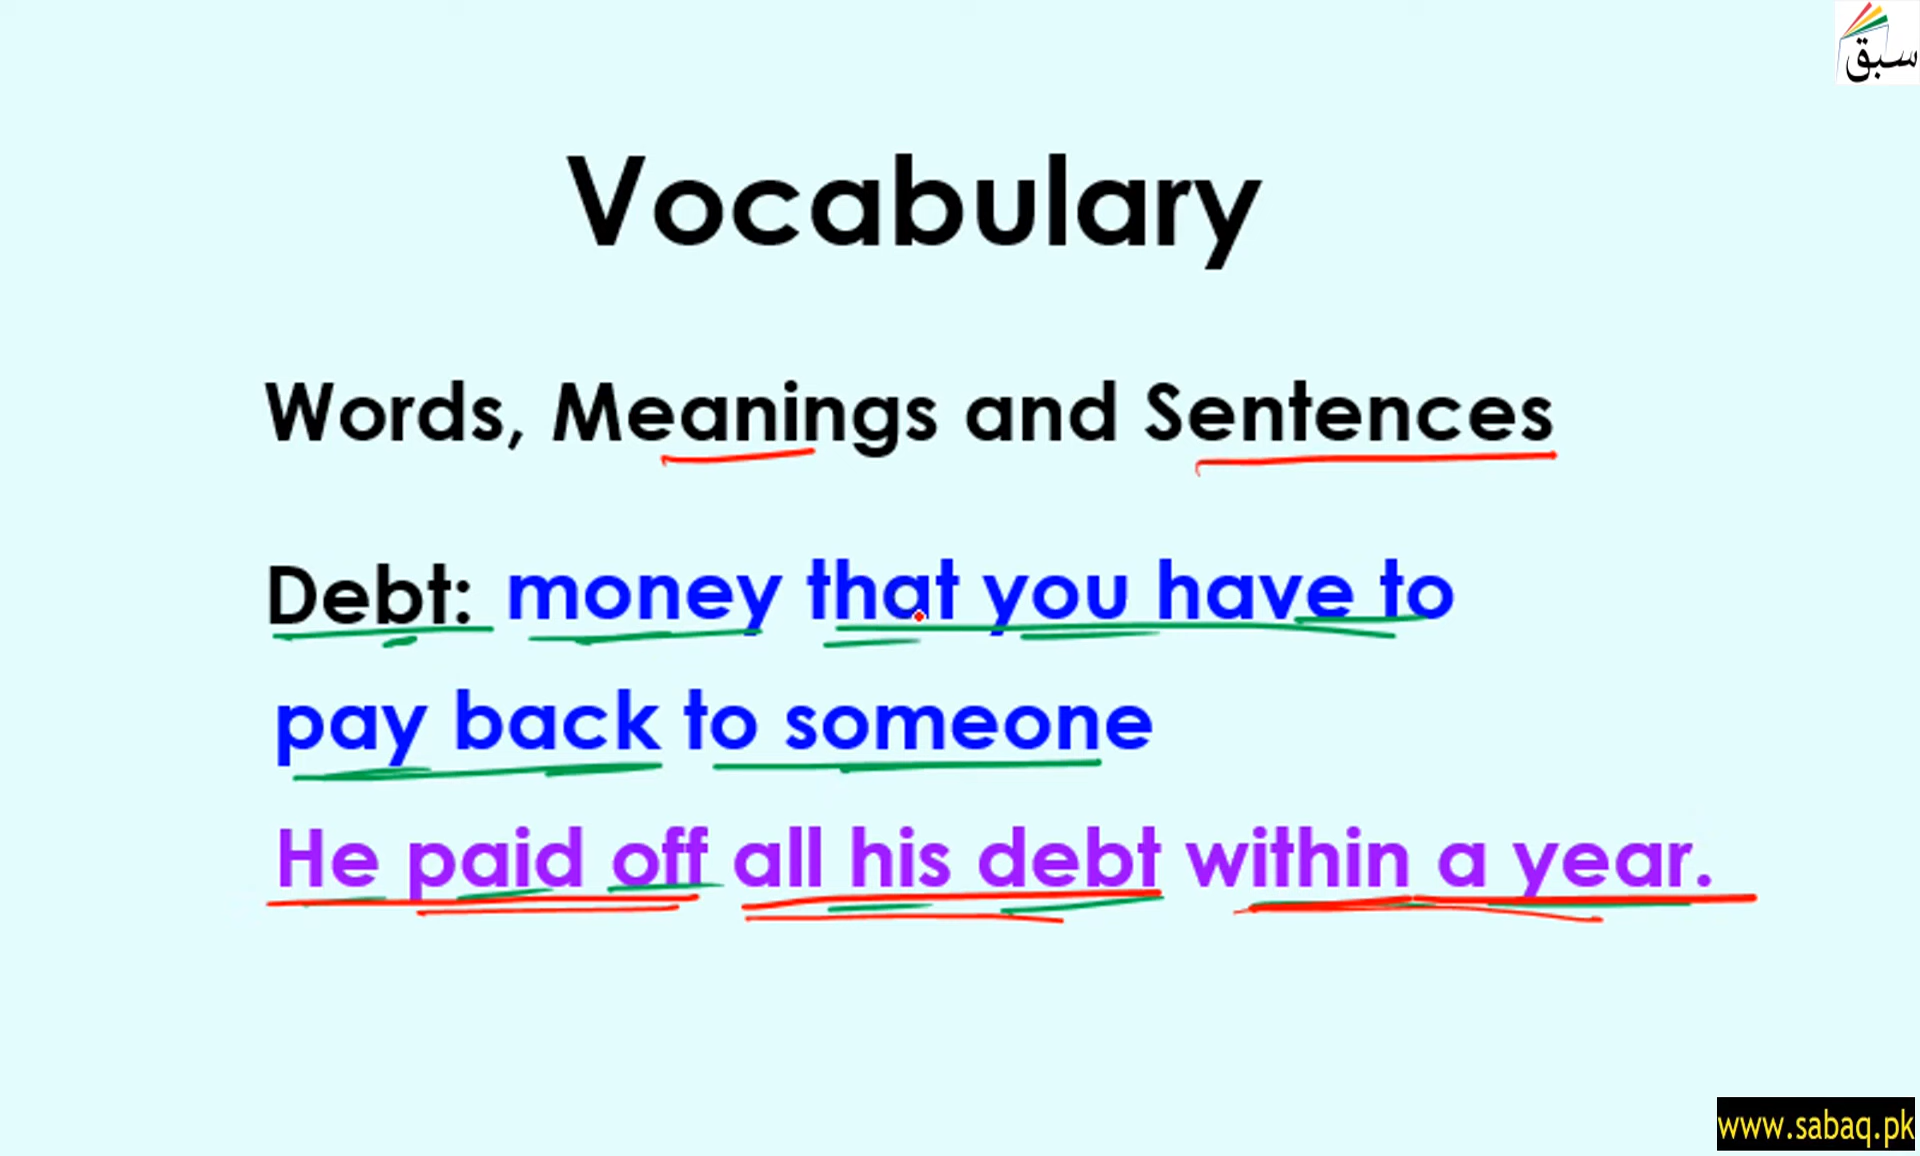 سبق
Vocabulary
Words, Meanings and Sentences
Debt: money that you have to
pay back to someone
He paid off all his debt within a year.
www.sabaq.pk